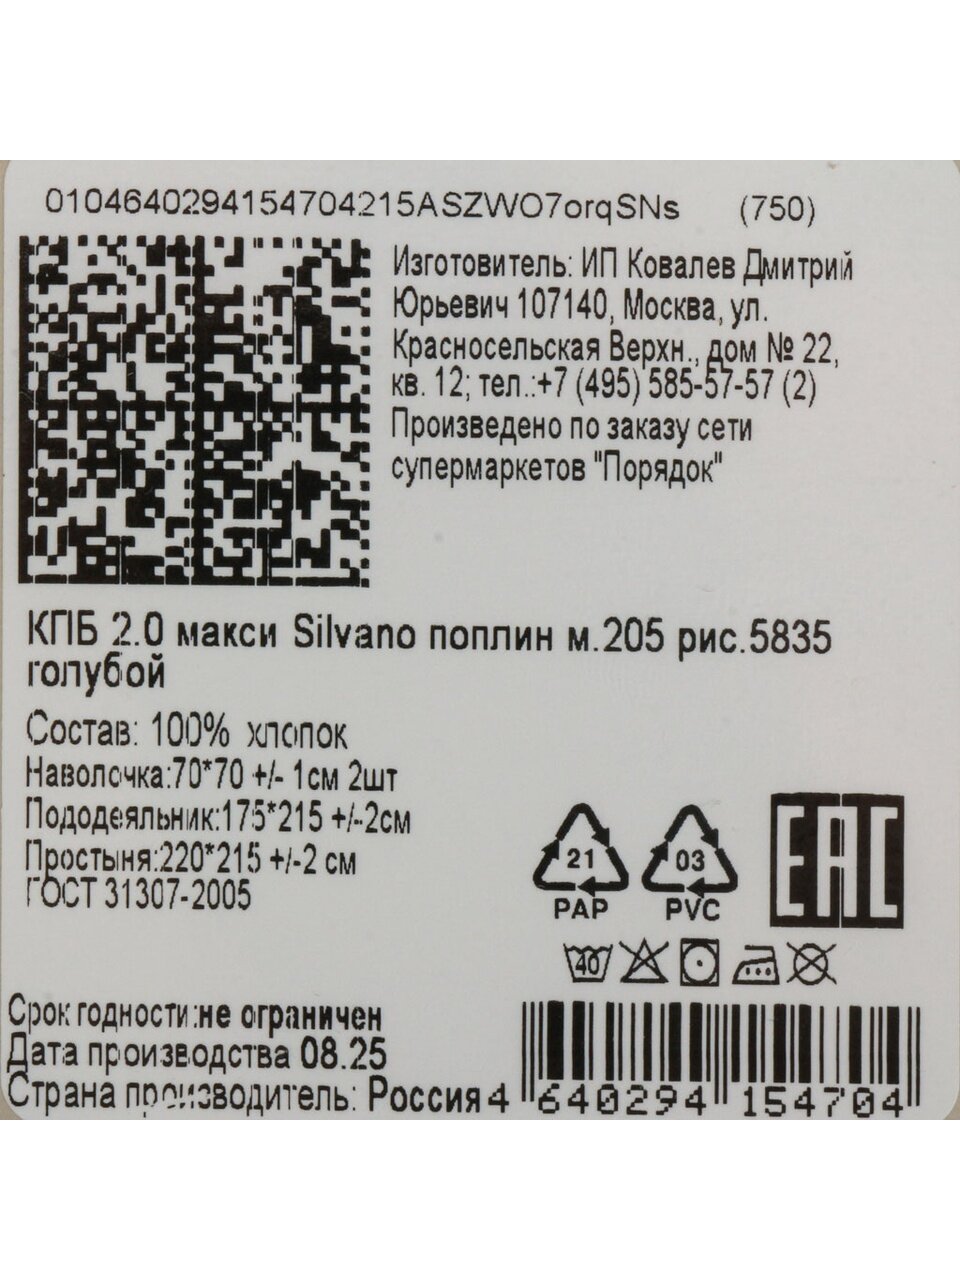 0104640294154704215ASZWO7orqSNs (750)
Изготовитель: ИП Ковалев Дмитрий
Юрьевич 107140, Москва, ул.
Красносельская Верхн., дом № 22,
кв. 12; тел.:+7 (495) 585-57-57 (2)
Произведено по заказу сети
супермаркетов "Порядок"
КПБ 2.0 макси Silvano поплин м.205 рис.5835
голубой
Состав: 100% хлопок
Наволочка:70*70 +/- 1см 2шт
Пододеяльник:175*215 +/-2см
Простыня:220*215 +/-2 см
ГОСТ 31307-2005
21
PAP
03
PVC
EAC
40
Срок годности:не ограничен
Дата производства 08.25
Страна производитель: Россия
4 640294 154704